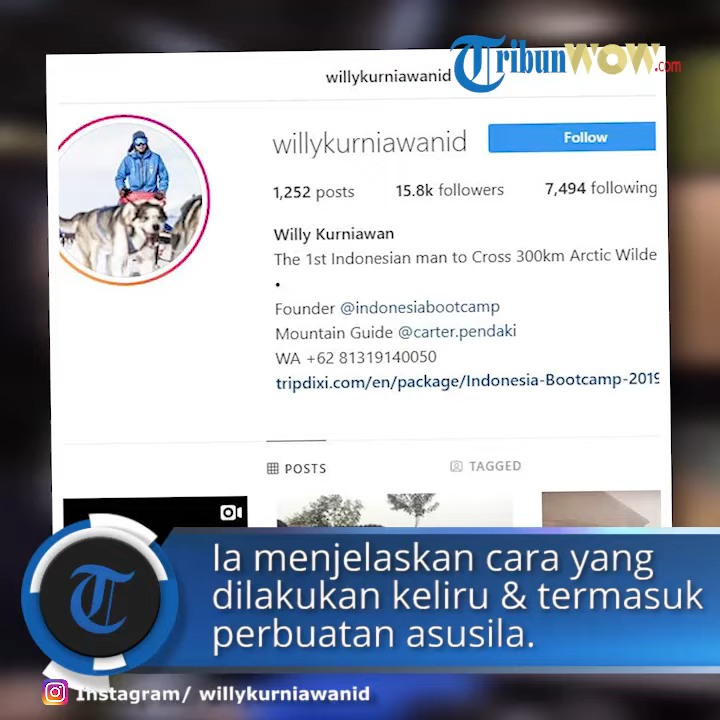 willykurniawanid
TribunWOW.com
willykurniawanid
Follow
1,252 posts 15.8k followers 7,494 following
Willy Kurniawan
The 1st Indonesian man to Cross 300km Arctic Wilde
•
Founder @indonesiabootcamp
Mountain Guide @carter.pendaki
WA +62 81319140050
tripdixi.com/en/package/Indonesia-Bootcamp-2019
POSTS
TAGGED
Ia menjelaskan cara yang
dilakukan keliru & termasuk
perbuatan asusila.
T
Instagram/ willykurniawanid